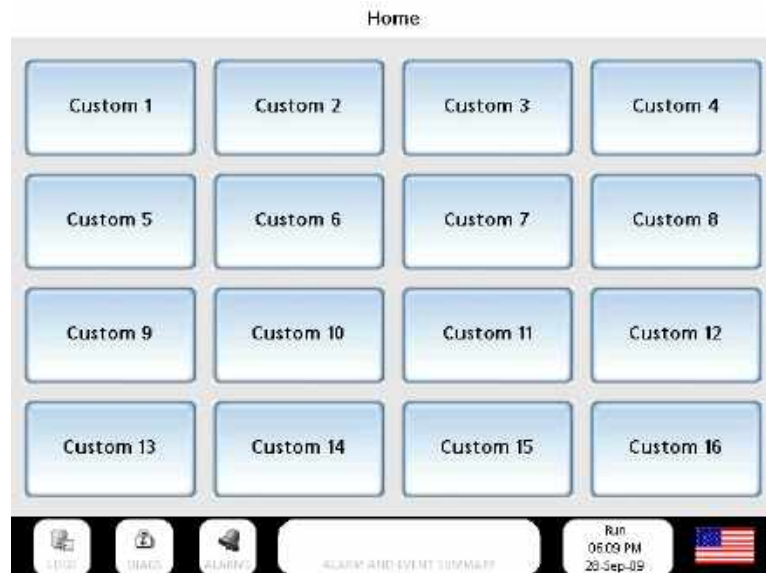 Home
Custom 1 Custom 2 Custom 3 Custom 4
Custom 5 Custom 6 Custom 7 Custom 8
Custom 9 Custom 10 Custom 11 Custom 12
Custom 13 Custom 14 Custom 15 Custom 16
Run
06:09 PM
28-Sep-09
LOGS DIAGS ALARMS ALARM AND EVENT SUMMARY